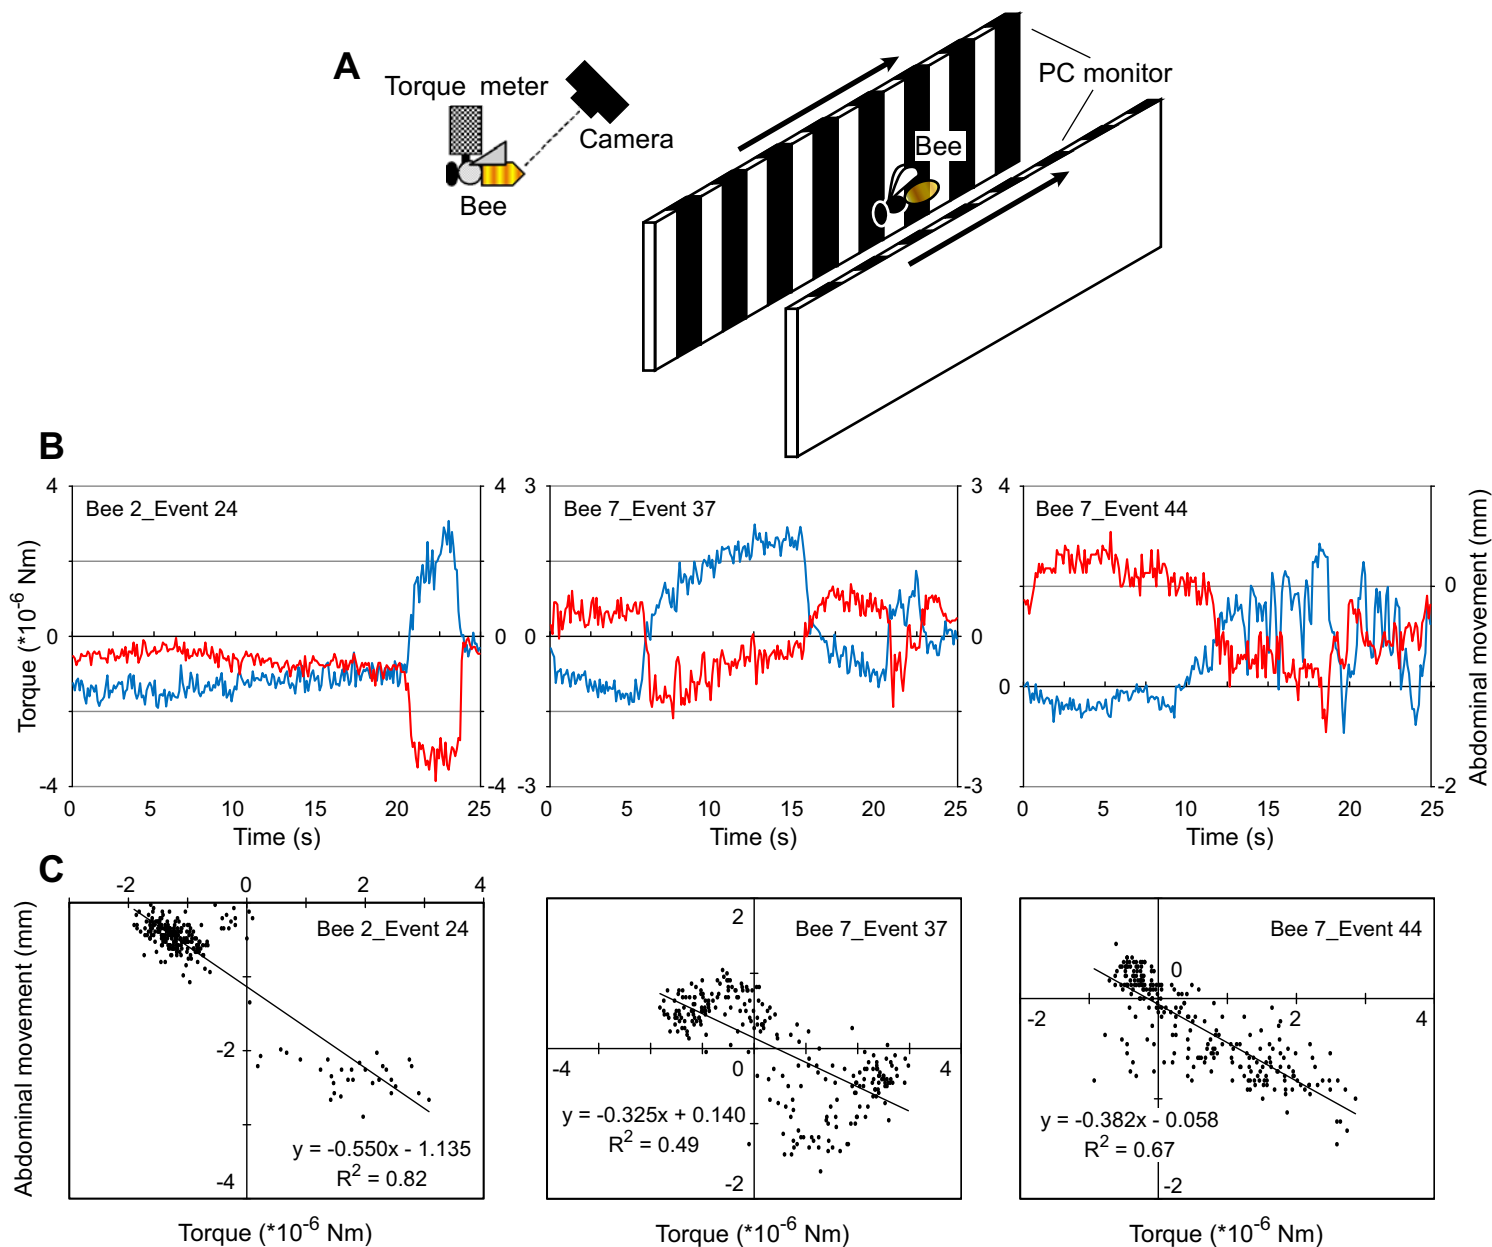 A
Torque meter
Camera
Bee
PC monitor
Bee
B
Bee 2_Event 24
Bee 7_Event 37
Bee 7_Event 44
Torque (*10-6 Nm)
Abdominal movement (mm)
4
0
-4
4
0
-4
3
0
-3
3
0
-3
4
0
0
-2
0 5 10 15 20 25
0 5 10 15 20 25
0 5 10 15 20 25
Time (s)
Time (s)
Time (s)
C
Abdominal movement (mm)
-2 0 2 4
Bee 2_Event 24
-2
y = -0.550x - 1.135
R2 = 0.82
-4
Torque (*10-6 Nm)
2
Bee 7_Event 37
-4 0 4
y = -0.325x + 0.140
R2 = 0.49
-2
Torque (*10-6 Nm)
Bee 7_Event 44
0
-2 2 4
y = -0.382x - 0.058
R2 = 0.67
-2
Torque (*10-6 Nm)